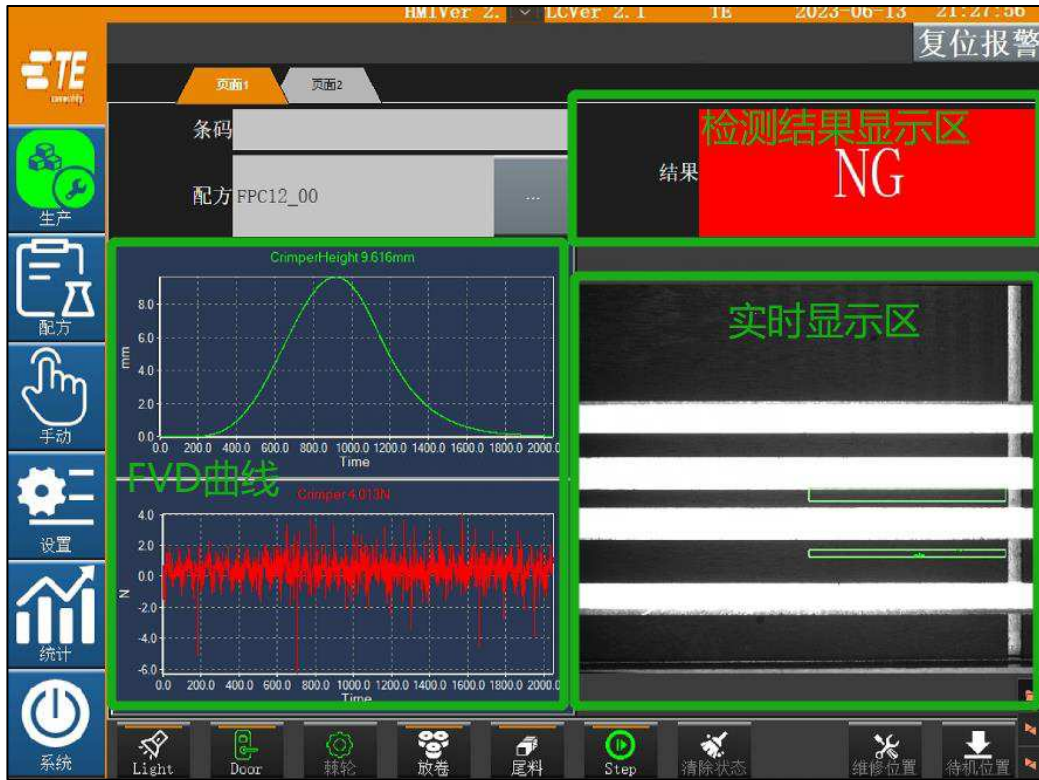 HMIVer 2. LCVer 2.1 TE 2023-06-13 21:27:56
复位报警
TE
connectivity
页面1 页面2
条码
检测结果显示区
结果 NG
配方 FPC12_00 ...
生产
配方
手动
设置
统计
系统
CrimperHeight 9.616mm
8.0
6.0
4.0
2.0
0.0
mm
0.0 200.0 400.0 600.0 800.0 1000.0 1200.0 1400.0 1600.0 1800.0 2000.0
Time
FVD曲线
Crimper 4.013N
4.0
2.0
0.0
-2.0
-4.0
-6.0
N
0.0 200.0 400.0 600.0 800.0 1000.0 1200.0 1400.0 1600.0 1800.0 2000.0
Time
实时显示区
Light Door 棘轮 放卷 尾料 Step 清除状态 维修位置 待机位置